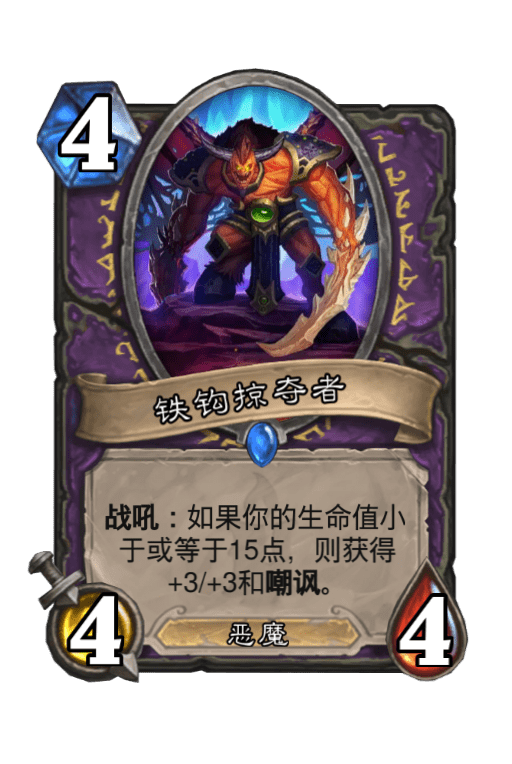 4
铁钩掠夺者
战吼：如果你的生命值小
于或等于15点，则获得
+3/+3和嘲讽。
4
恶魔
4